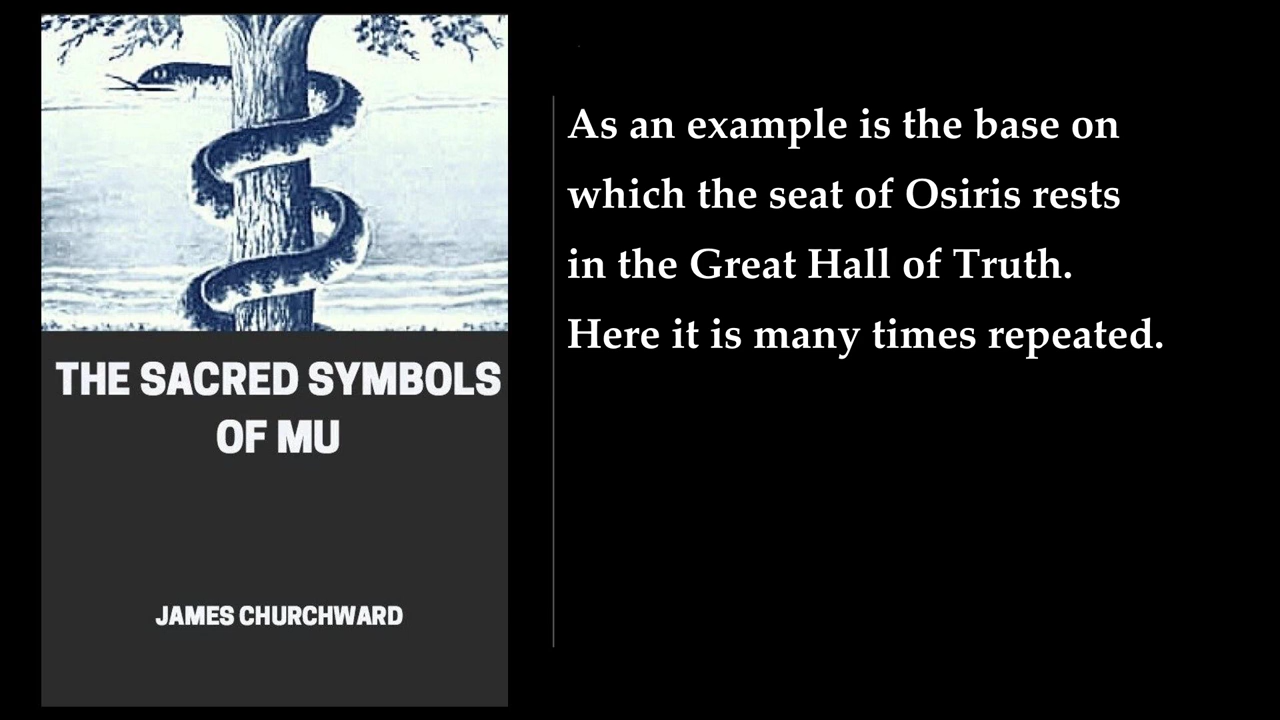 THE SACRED SYMBOLS
OF MU
JAMES CHURCHWARD
As an example is the base on
which the seat of Osiris rests
in the Great Hall of Truth.
Here it is many times repeated.